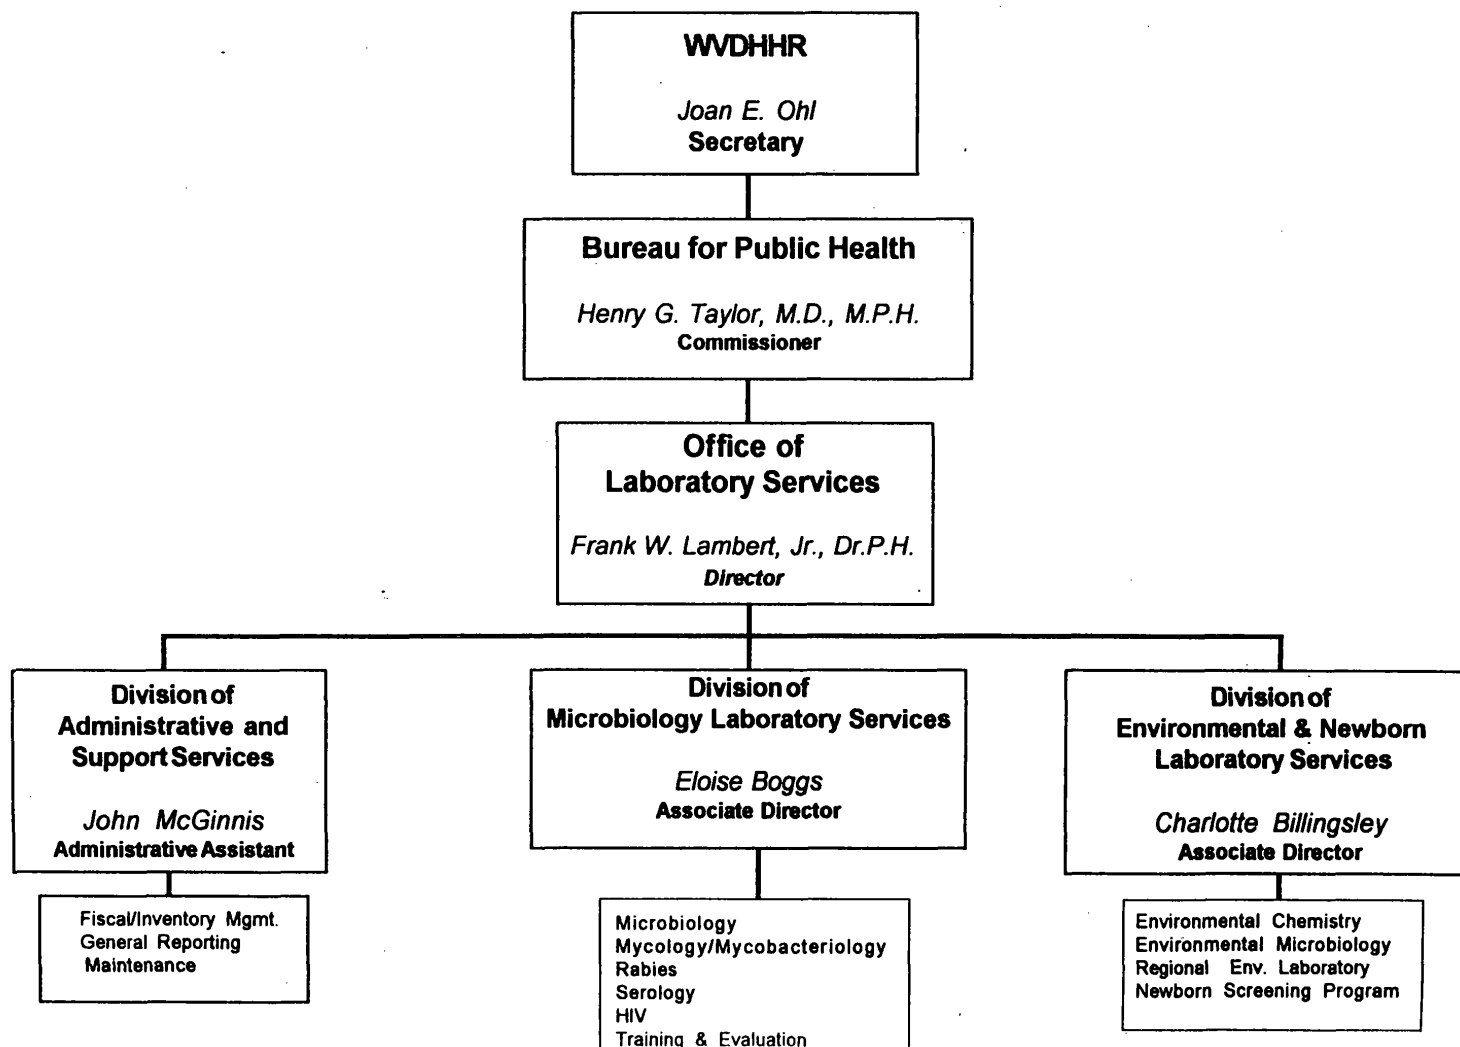 WVDHHR
Joan E. Ohl
Secretary
Bureau for Public Health
Henry G. Taylor, M.D., M.P.H.
Commissioner
Office of
Laboratory Services
Frank W. Lambert, Jr., Dr.P.H.
Director
Division of
Administrative and
Support Services
John McGinnis
Administrative Assistant
Fiscal/Inventory Mgmt.
General Reporting
Maintenance
Division of
Microbiology Laboratory Services
Eloise Boggs
Associate Director
Microbiology
Mycology/Mycobacteriology
Rabies
Serology
HIV
Training & Evaluation
Division of
Environmental & Newborn
Laboratory Services
Charlotte Billingsley
Associate Director
Environmental Chemistry
Environmental Microbiology
Regional Env. Laboratory
Newborn Screening Program